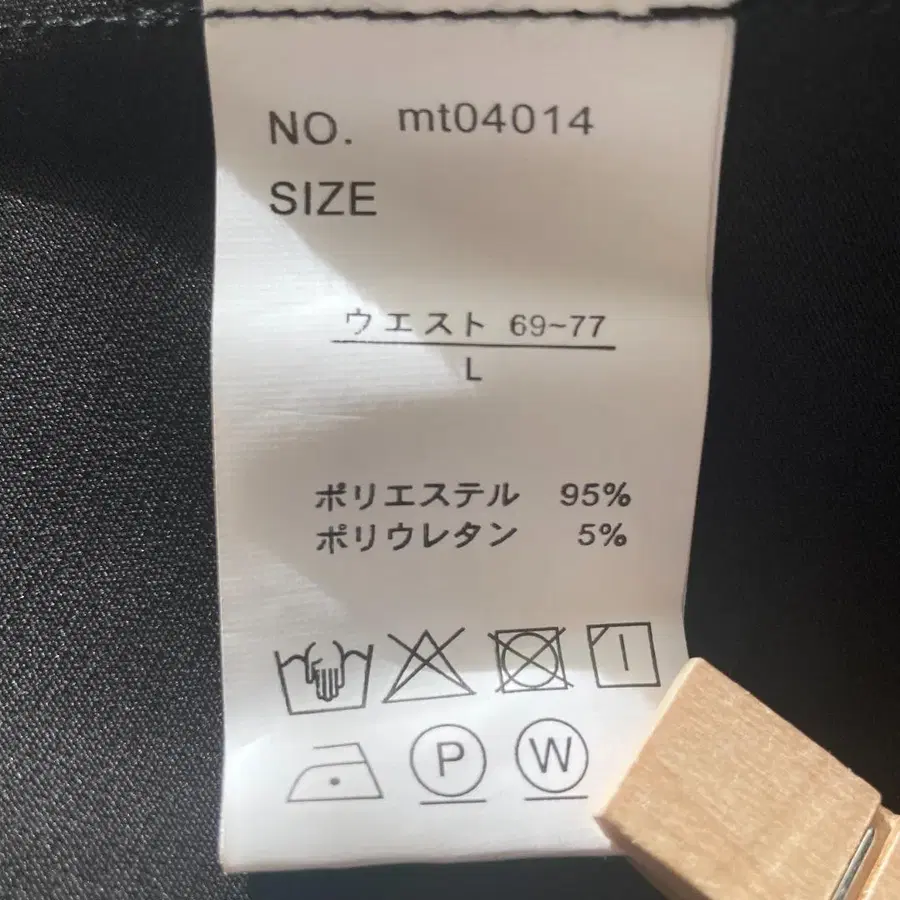 NO. mt04014
SIZE
ウエスト 69~77
L
ポリエステル 95%
ポリウレタン 5%
P W